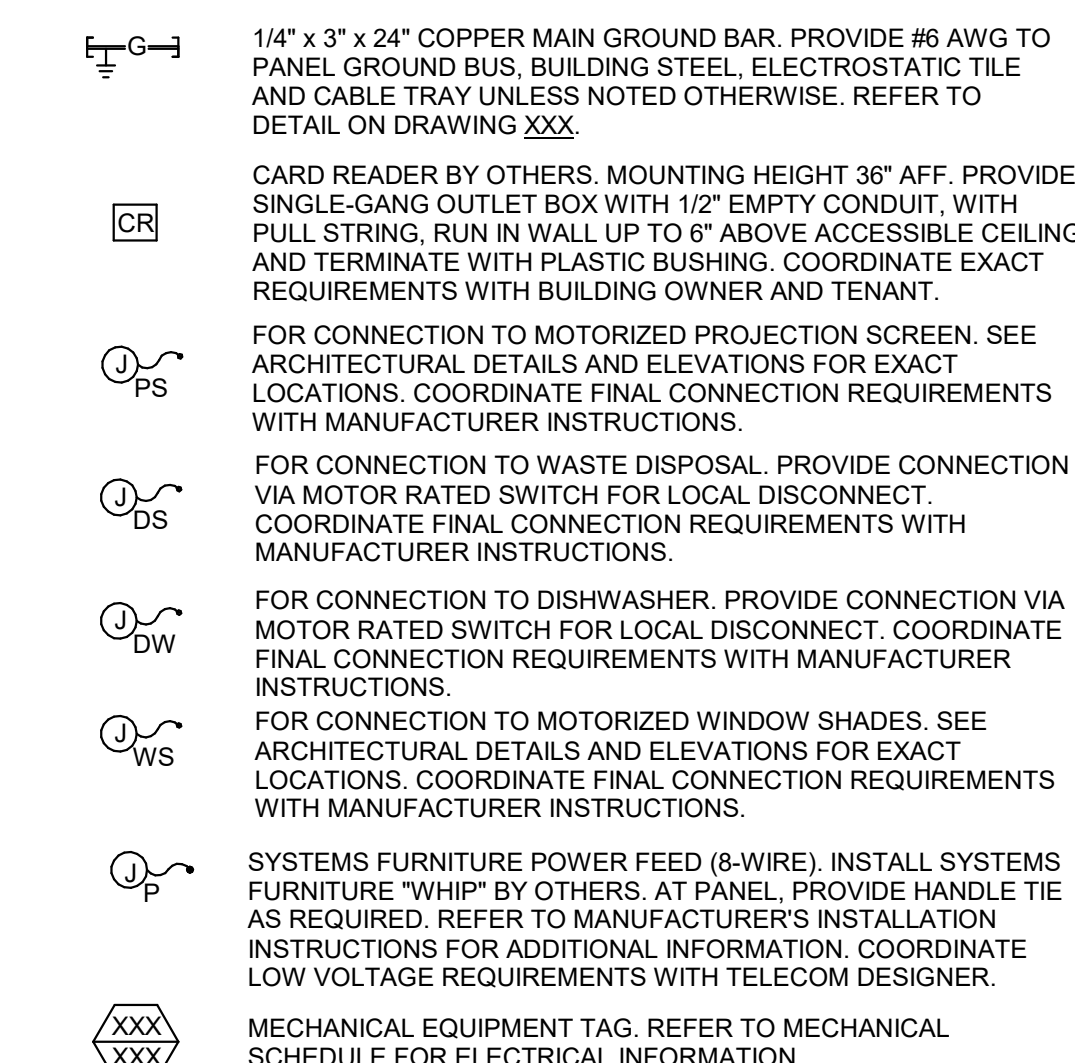 G
1/4" x 3" x 24" COPPER MAIN GROUND BAR. PROVIDE #6 AWG TO
PANEL GROUND BUS, BUILDING STEEL, ELECTROSTATIC TILE
AND CABLE TRAY UNLESS NOTED OTHERWISE. REFER TO
DETAIL ON DRAWING XXX.
CR
CARD READER BY OTHERS. MOUNTING HEIGHT 36" AFF. PROVIDE
SINGLE-GANG OUTLET BOX WITH 1/2" EMPTY CONDUIT, WITH
PULL STRING, RUN IN WALL UP TO 6" ABOVE ACCESSIBLE CEILING
AND TERMINATE WITH PLASTIC BUSHING. COORDINATE EXACT
REQUIREMENTS WITH BUILDING OWNER AND TENANT.
J
PS
FOR CONNECTION TO MOTORIZED PROJECTION SCREEN. SEE
ARCHITECTURAL DETAILS AND ELEVATIONS FOR EXACT
LOCATIONS. COORDINATE FINAL CONNECTION REQUIREMENTS
WITH MANUFACTURER INSTRUCTIONS.
J
DS
FOR CONNECTION TO WASTE DISPOSAL. PROVIDE CONNECTION
VIA MOTOR RATED SWITCH FOR LOCAL DISCONNECT.
COORDINATE FINAL CONNECTION REQUIREMENTS WITH
MANUFACTURER INSTRUCTIONS.
J
DW
FOR CONNECTION TO DISHWASHER. PROVIDE CONNECTION VIA
MOTOR RATED SWITCH FOR LOCAL DISCONNECT. COORDINATE
FINAL CONNECTION REQUIREMENTS WITH MANUFACTURER
INSTRUCTIONS.
J
WS
FOR CONNECTION TO MOTORIZED WINDOW SHADES. SEE
ARCHITECTURAL DETAILS AND ELEVATIONS FOR EXACT
LOCATIONS. COORDINATE FINAL CONNECTION REQUIREMENTS
WITH MANUFACTURER INSTRUCTIONS.
J
P
SYSTEMS FURNITURE POWER FEED (8-WIRE). INSTALL SYSTEMS
FURNITURE "WHIP" BY OTHERS. AT PANEL, PROVIDE HANDLE TIE
AS REQUIRED. REFER TO MANUFACTURER'S INSTALLATION
INSTRUCTIONS FOR ADDITIONAL INFORMATION. COORDINATE
LOW VOLTAGE REQUIREMENTS WITH TELECOM DESIGNER.
XXX
XXX
MECHANICAL EQUIPMENT TAG. REFER TO MECHANICAL
SCHEDULE FOR ELECTRICAL INFORMATION